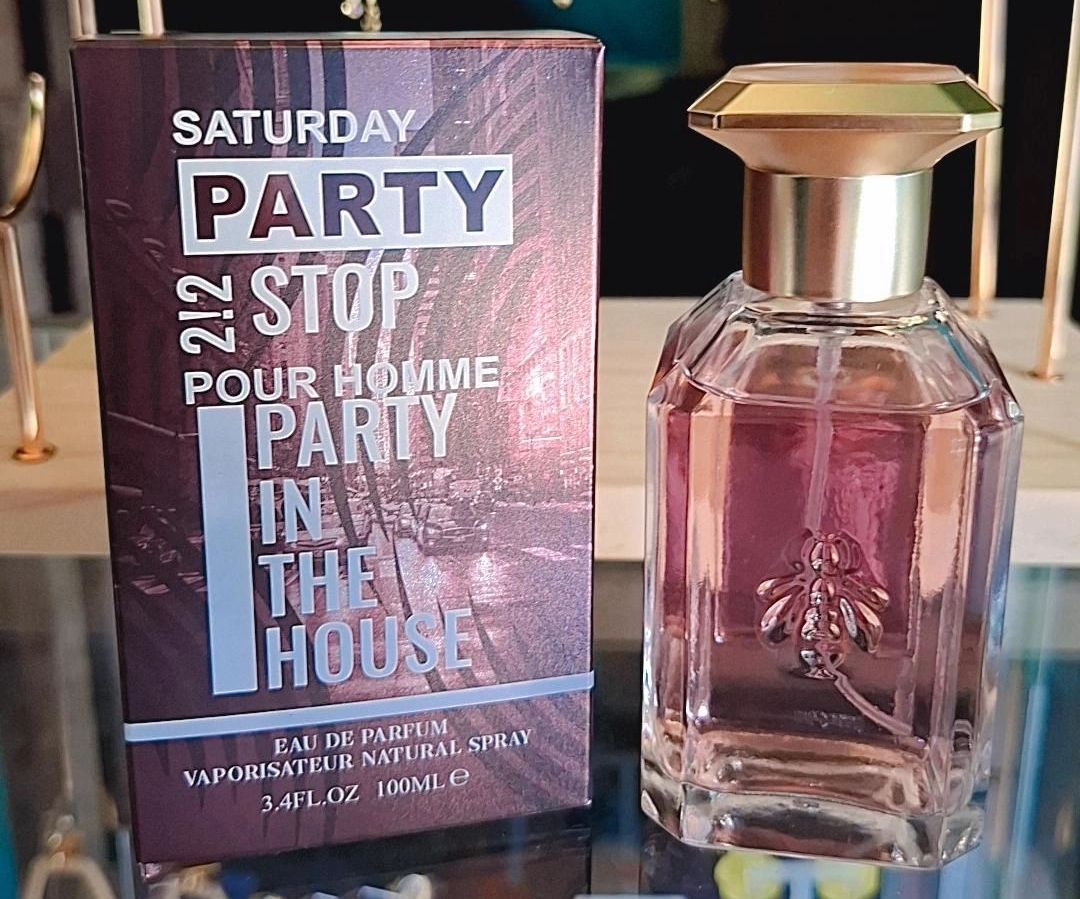 SATURDAY
PARTY
2!2 STOP
POUR HOMME
PARTY
IN
THE
HOUSE
EAU DE PARFUM
VAPORISATEUR NATURAL SPRAY
3.4FL.OZ 100ML ℮